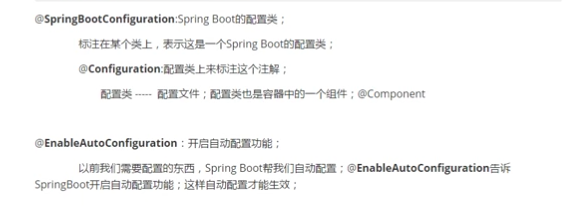 @SpringBootConfiguration:Spring Boot的配置类；
标注在某个类上，表示这是一个Spring Boot的配置类；
@Configuration:配置类上来标注这个注解；
配置类 ----- 配置文件；配置类也是容器中的一个组件；@Component
@EnableAutoConfiguration：开启自动配置功能；
以前我们需要配置的东西，Spring Boot帮我们自动配置；@EnableAutoConfiguration告诉
SpringBoot开启自动配置功能；这样自动配置才能生效；